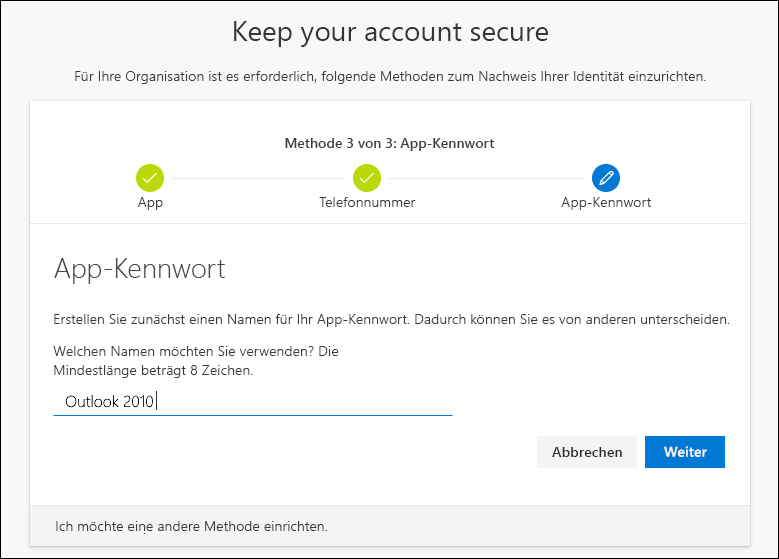 Keep your account secure
Für Ihre Organisation ist es erforderlich, folgende Methoden zum Nachweis Ihrer Identität einzurichten.
Methode 3 von 3: App-Kennwort
App
Telefonnummer
App-Kennwort
App-Kennwort
Erstellen Sie zunächst einen Namen für Ihr App-Kennwort. Dadurch können Sie es von anderen unterscheiden.
Welchen Namen möchten Sie verwenden? Die
Mindestlänge beträgt 8 Zeichen.
Outlook 2010
Abbrechen
Weiter
Ich möchte eine andere Methode einrichten.